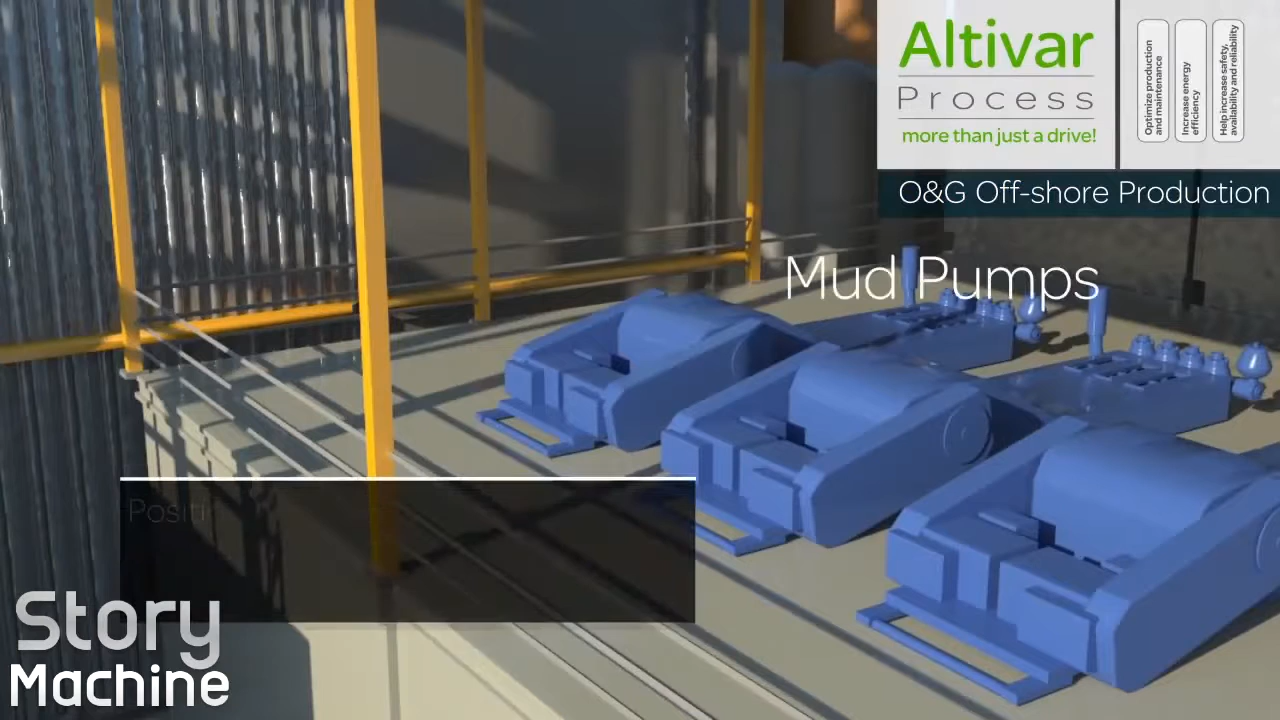 Altivar
Process
more than just a drive!
Optimize production
and maintenance
Increase energy
efficiency
Help increase safety,
availability and reliability
O&G Off-shore Production
Mud Pumps
Story
Machine